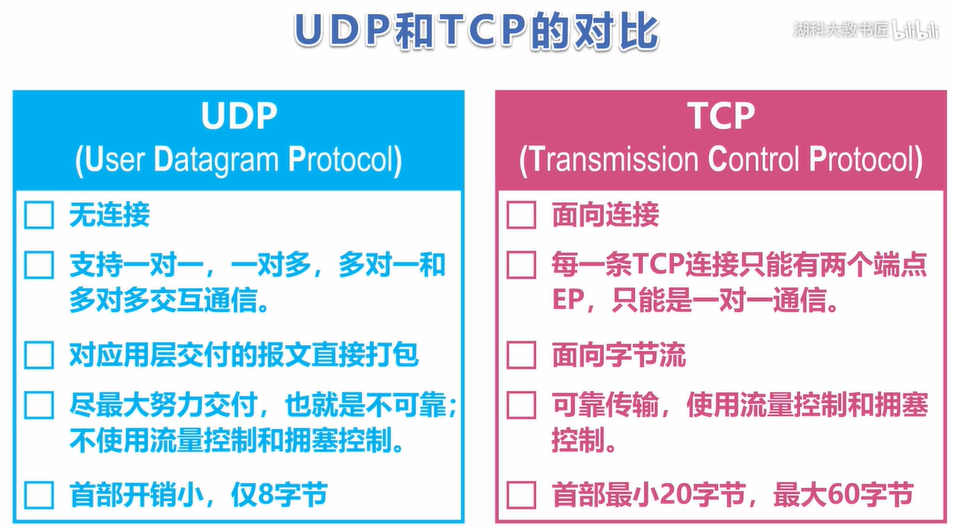 UDP和TCP的对比
湖科大教书匠 bilibili
UDP
(User Datagram Protocol)
无连接
支持一对一，一对多，多对一和
多对多交互通信。
对应用层交付的报文直接打包
尽最大努力交付，也就是不可靠；
不使用流量控制和拥塞控制。
首部开销小，仅8字节
TCP
(Transmission Control Protocol)
面向连接
每一条TCP连接只能有两个端点
EP，只能是一对一通信。
面向字节流
可靠传输，使用流量控制和拥塞
控制。
首部最小20字节，最大60字节